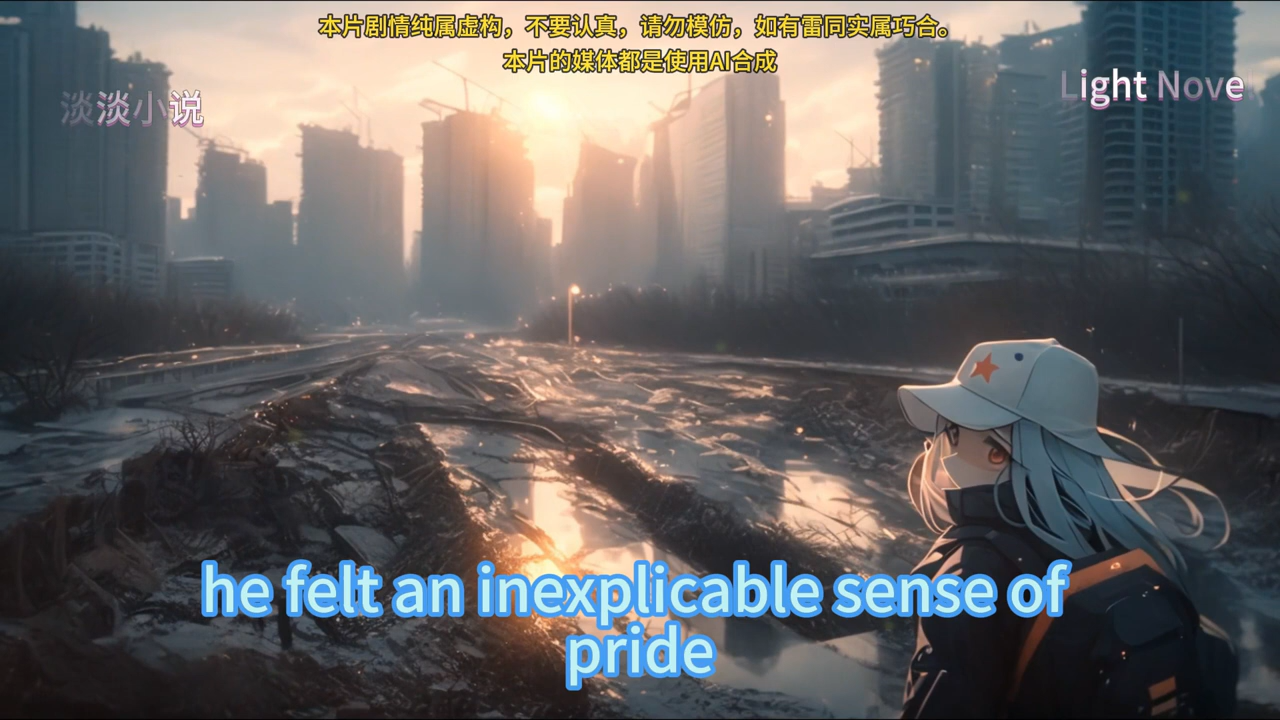 本片剧情纯属虚构，不要认真，请勿模仿，如有雷同实属巧合。
本片的媒体都是使用AI合成
淡淡小说
Light Nove
he felt an inexplicable sense of
pride